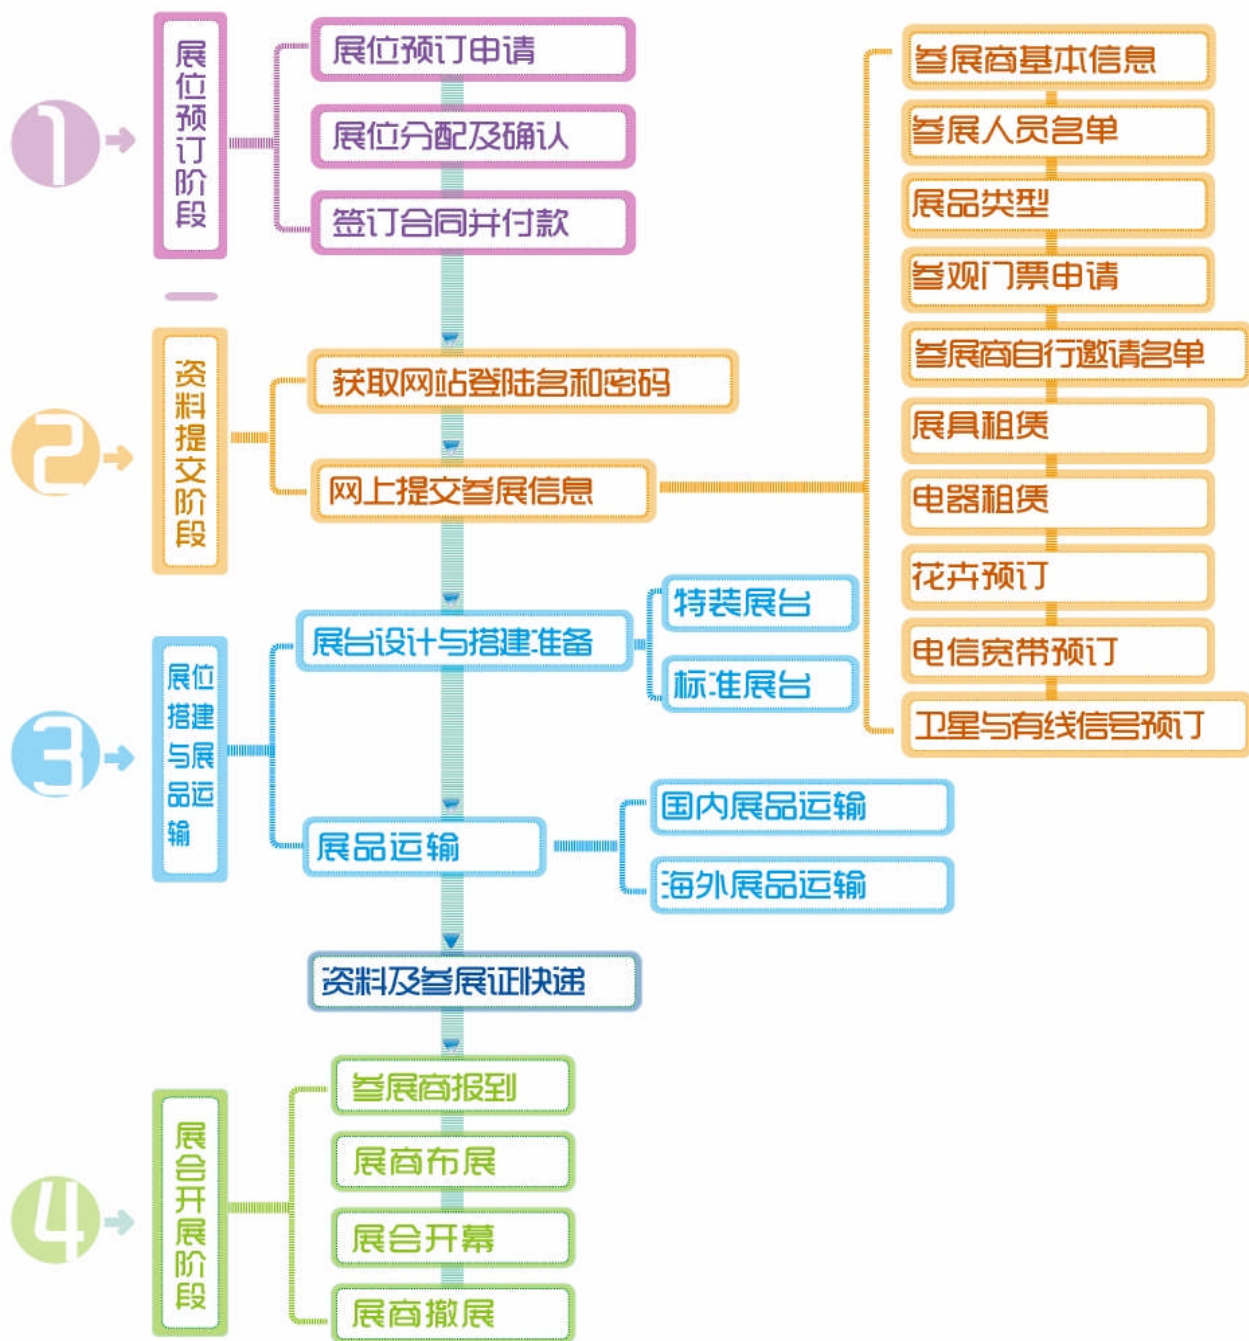 1
展位预订阶段
展位预订申请
展位分配及确认
签订合同并付款
2
资料提交阶段
获取网站登陆名和密码
网上提交参展信息
参展商基本信息
参展人员名单
展品类型
参观门票申请
参展商自行邀请名单
展具租赁
电器租赁
花卉预订
电信宽带预订
卫星与有线信号预订
3
展位
搭建
与展
品运
输
展台设计与搭建准备
特装展台
标准展台
展品运输
国内展品运输
海外展品运输
资料及参展证快递
4
展会开展阶段
参展商报到
展商布展
展会开幕
展商撤展